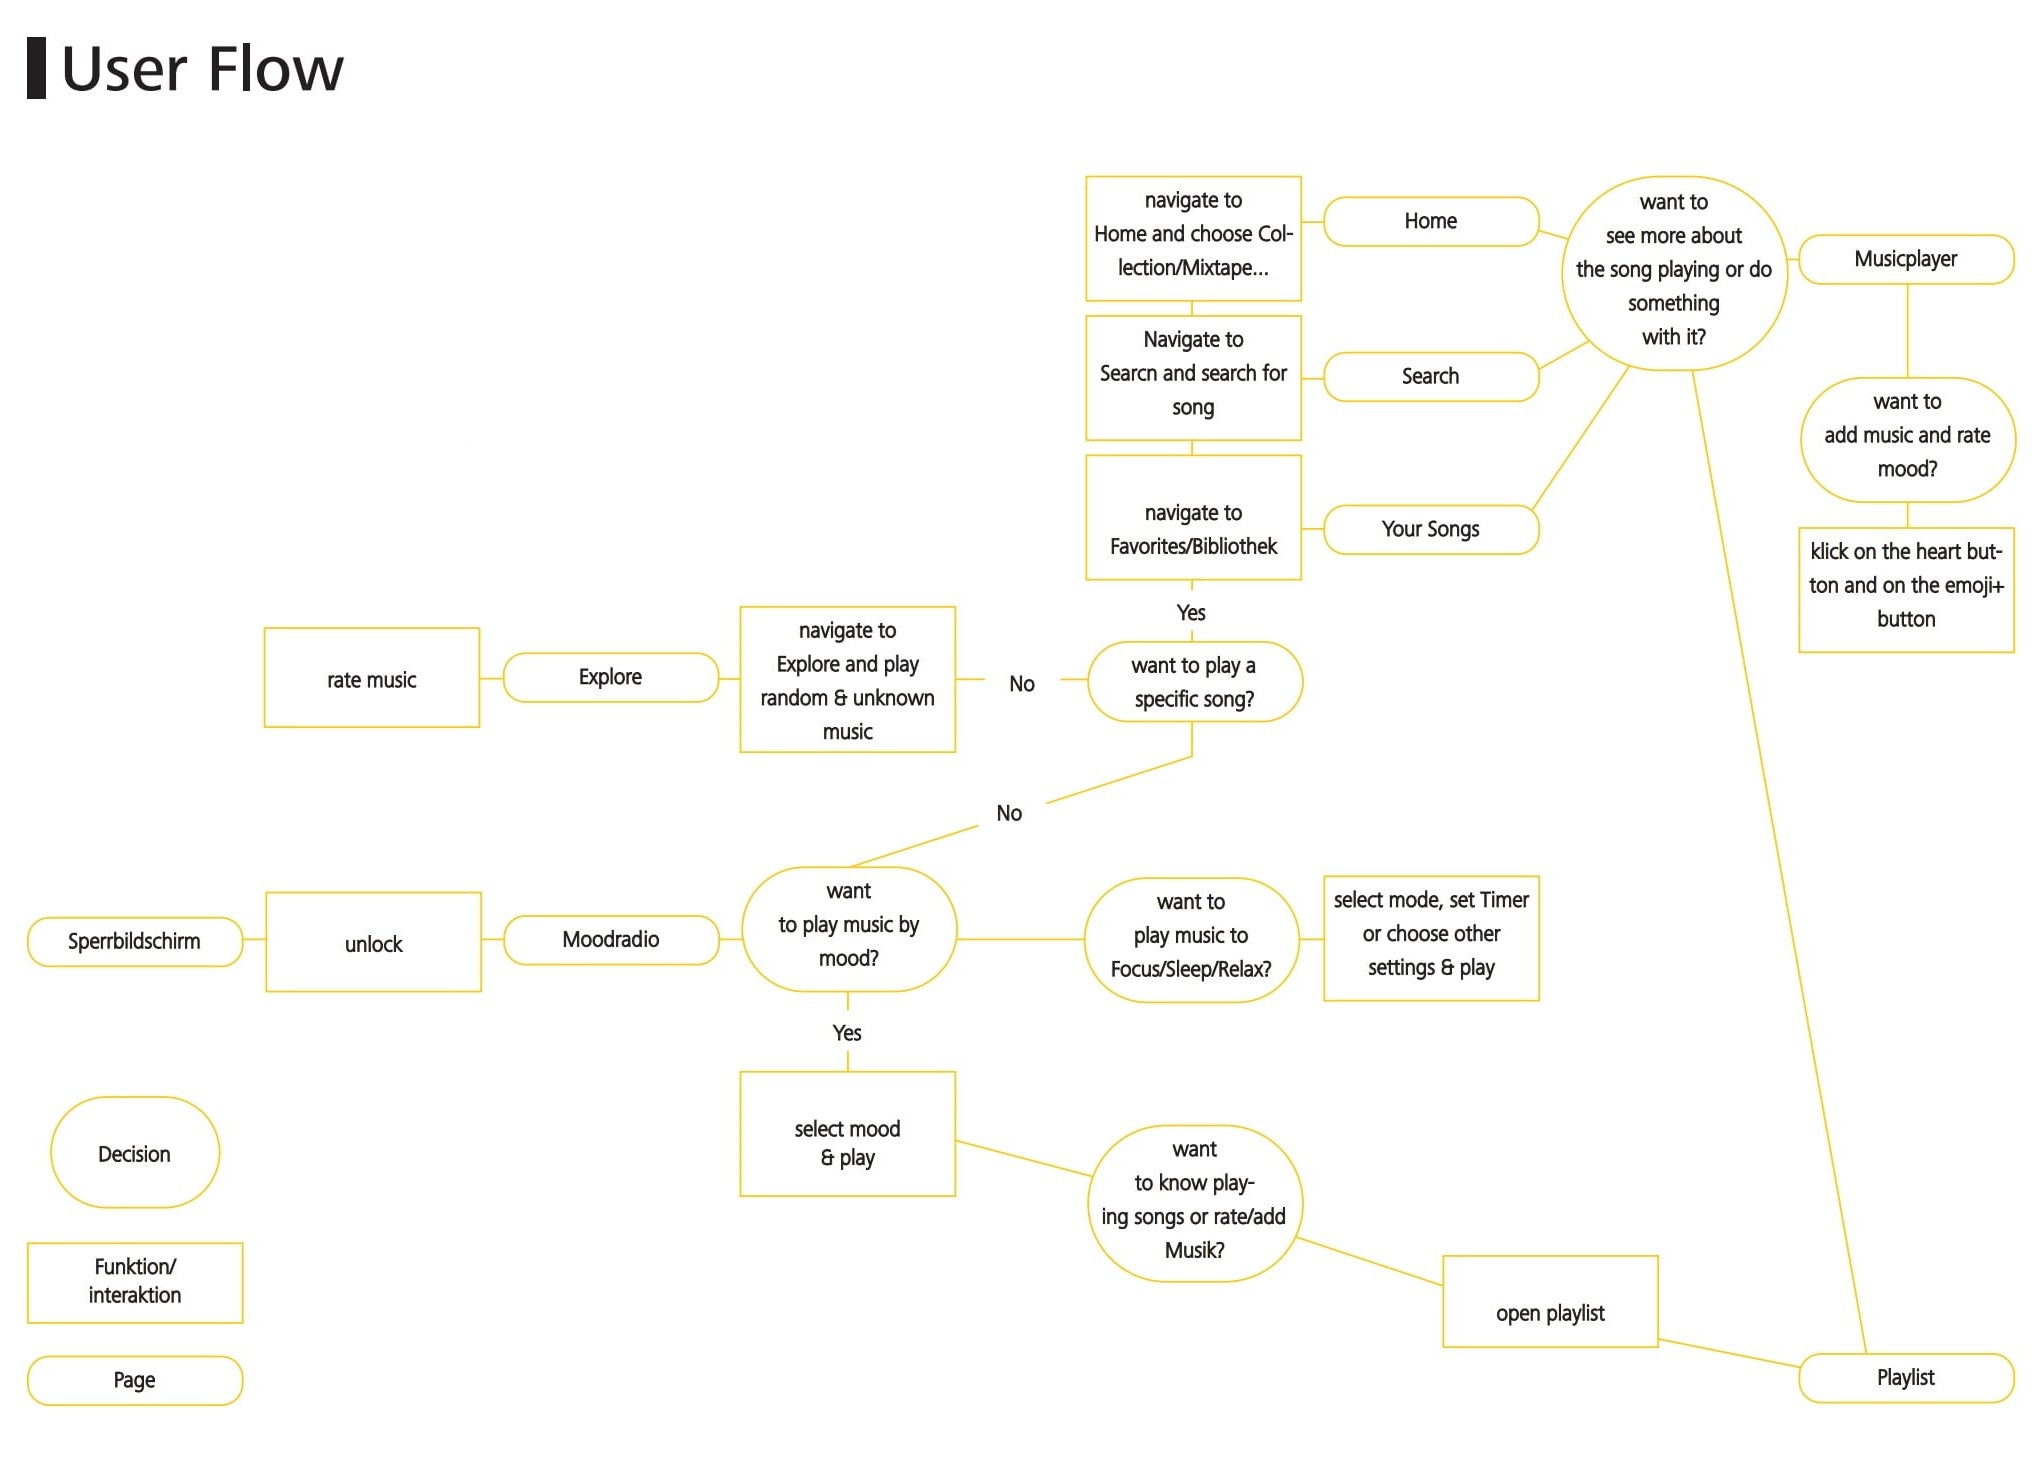 User Flow
navigate to
Home and choose Col-
lection/Mixtape...
Home
want to
see more about
the song playing or do
something
with it?
Musicplayer
Navigate to
Searcn and search for
song
Search
want to
add music and rate
mood?
navigate to
Favorites/Bibliothek
Your Songs
klick on the heart but-
ton and on the emoji+
button
Yes
rate music
Explore
navigate to
Explore and play
random & unknown
music
No
want to play a
specific song?
No
Sperrbildschirm
unlock
Moodradio
want
to play music by
mood?
want to
play music to
Focus/Sleep/Relax?
select mode, set Timer
or choose other
settings & play
Yes
select mood
& play
want
to know play-
ing songs or rate/add
Musik?
open playlist
Playlist
Decision
Funktion/
interaktion
Page